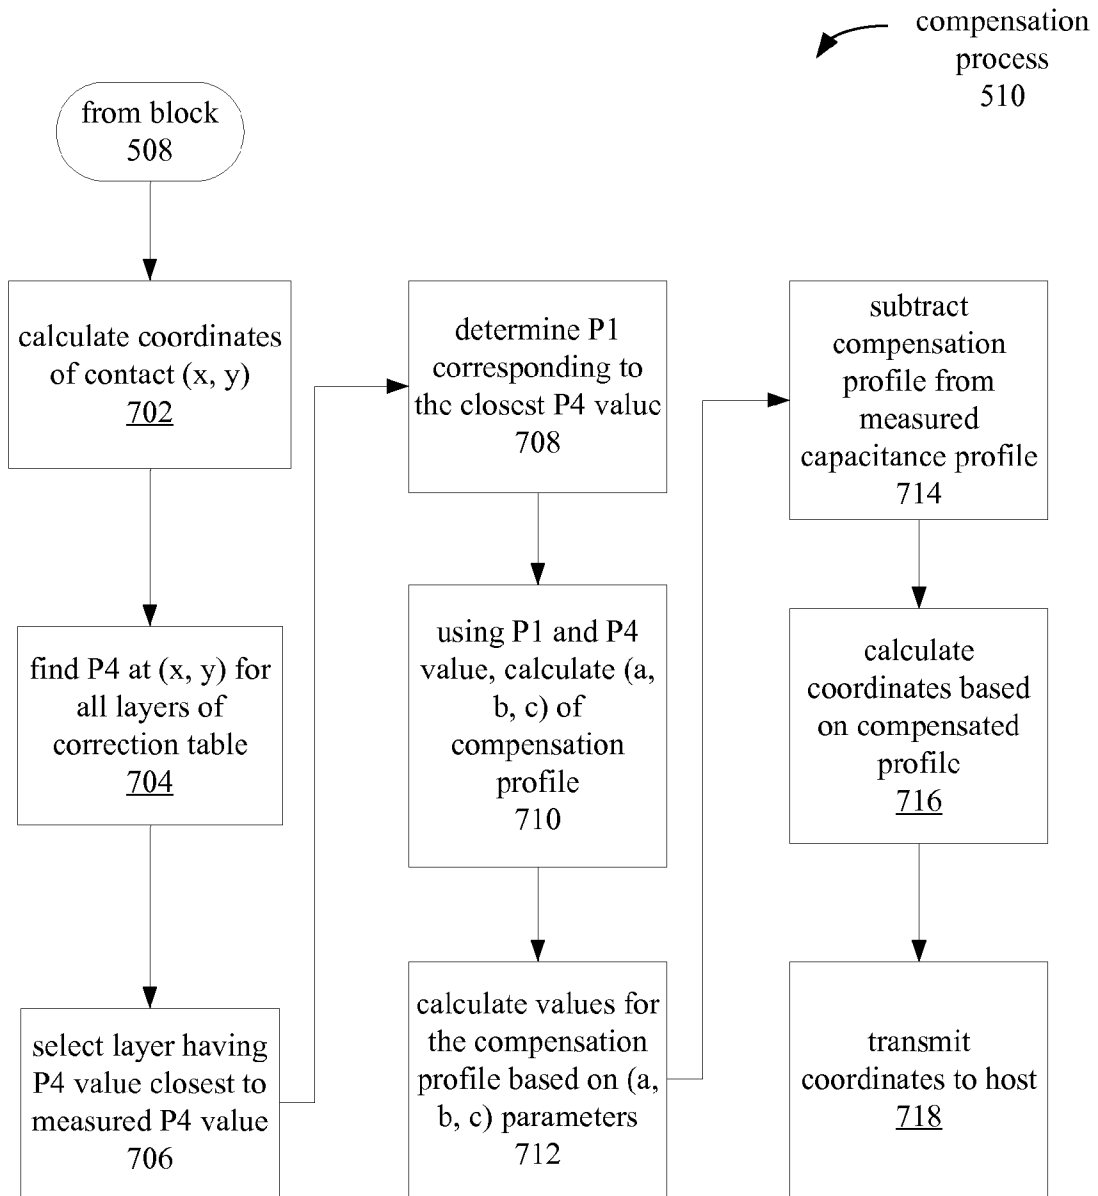 compensation
process
510
from block
508
calculate coordinates
of contact (x, y)
702
find P4 at (x, y) for
all layers of
correction table
704
select layer having
P4 value closest to
measured P4 value
706
determine P1
corresponding to
the closest P4 value
708
using P1 and P4
value, calculate (a,
b, c) of
compensation
profile
710
calculate values for
the compensation
profile based on (a,
b, c) parameters
712
subtract
compensation
profile from
measured
capacitance profile
714
calculate
coordinates based
on compensated
profile
716
transmit
coordinates to host
718